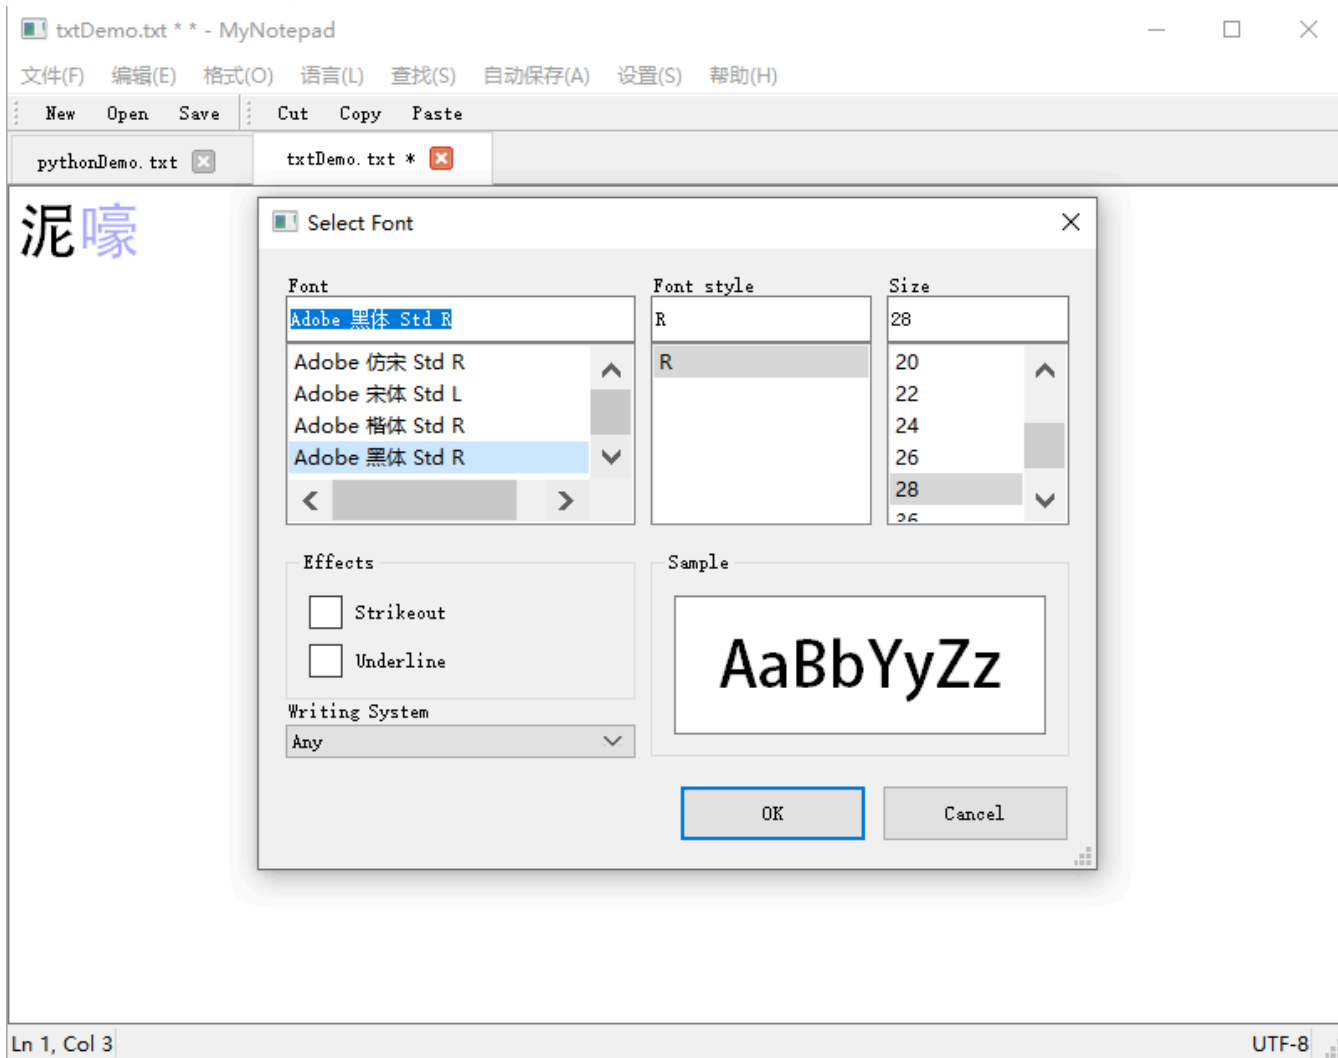 txtDemo.txt * * - MyNotepad
文件(F) 编辑(E) 格式(O) 语言(L) 查找(S) 自动保存(A) 设置(S) 帮助(H)
New Open Save Cut Copy Paste
pythonDemo.txt txtDemo.txt *
泥嚎
Select Font
Font Font style Size
Adobe 黑体 Std R R 28
Adobe 仿宋 Std R R 20
Adobe 宋体 Std L 22
Adobe 楷体 Std R 24
Adobe 黑体 Std R 26
28
36
Effects Sample
Strikeout
Underline
AaBbYyZz
Writing System
Any
OK Cancel
Ln 1, Col 3 UTF-8